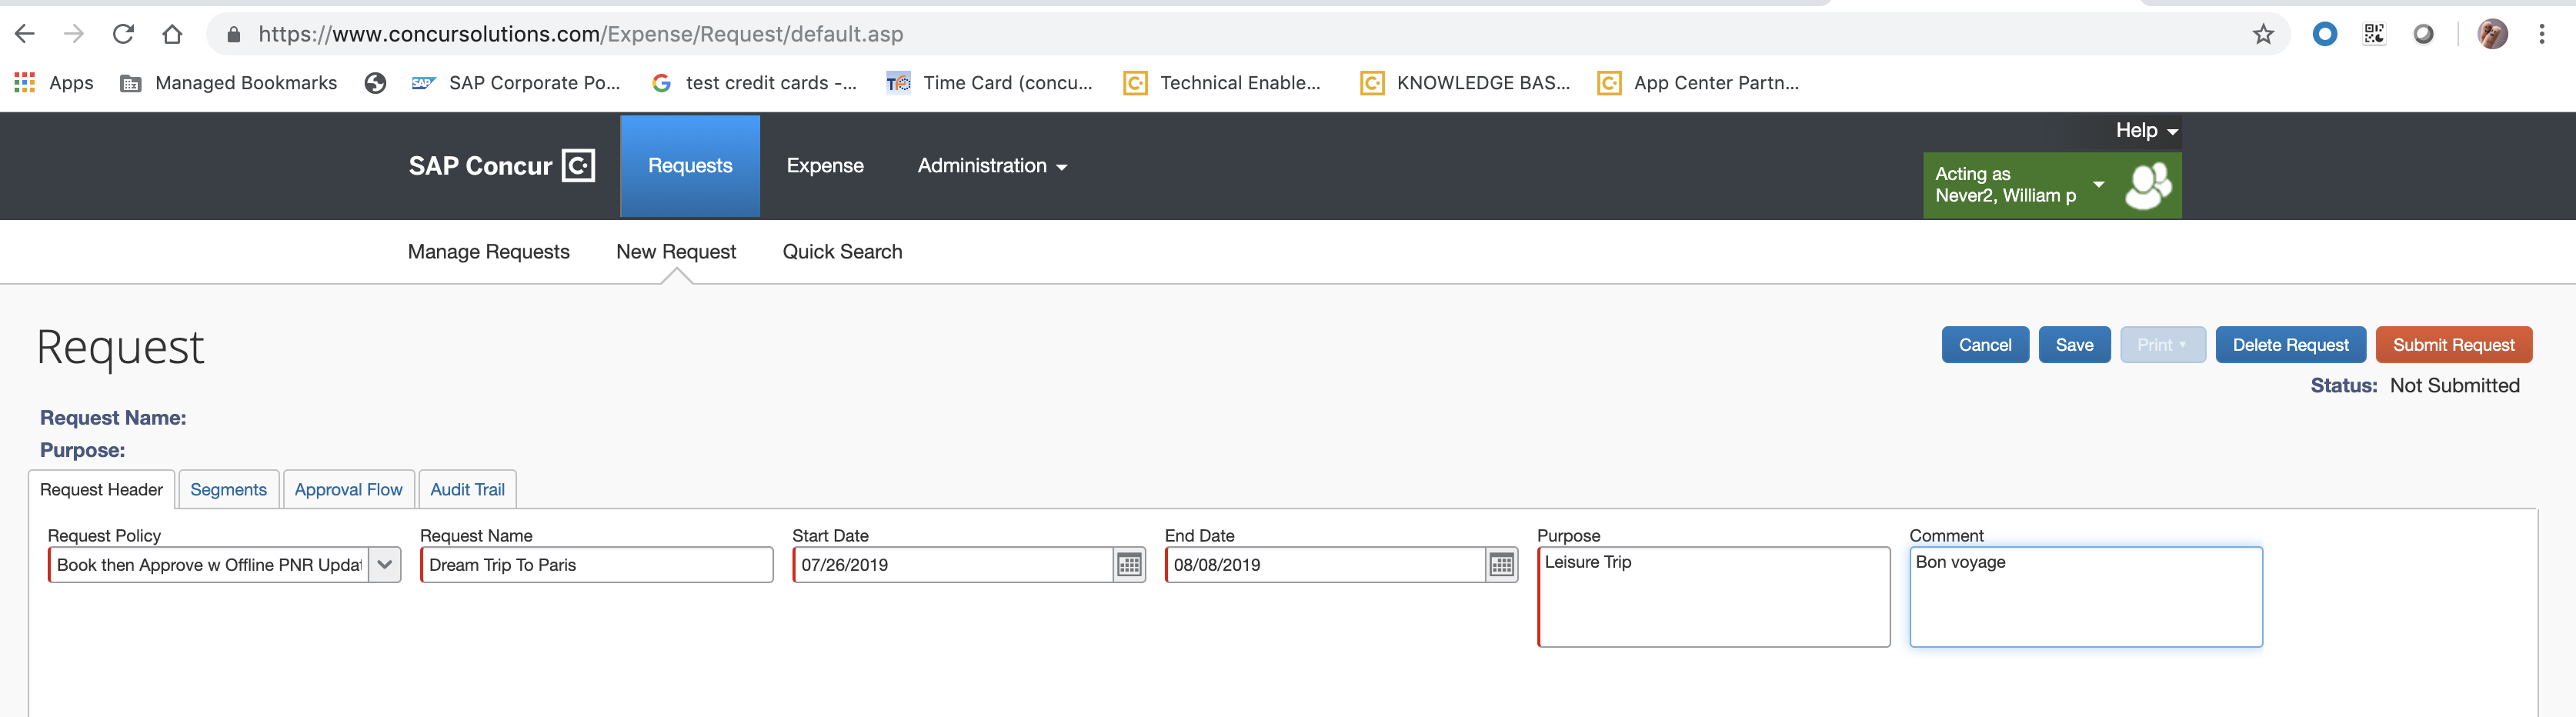 https://www.concursolutions.com/Expense/Request/default.asp
Apps Managed Bookmarks SAP SAP Corporate Po... test credit cards -... Time Card (concu... Technical Enable... KNOWLEDGE BAS... App Center Partn...
Help
SAP Concur Requests Expense Administration
Acting as
Never2, William p
Manage Requests New Request Quick Search
Request
Cancel Save Print Delete Request Submit Request
Status: Not Submitted
Request Name:
Purpose:
Request Header Segments Approval Flow Audit Trail
Request Policy Request Name Start Date End Date Purpose Comment
Book then Approve w Offline PNR Updat Dream Trip To Paris 07/26/2019 08/08/2019 Leisure Trip Bon voyage